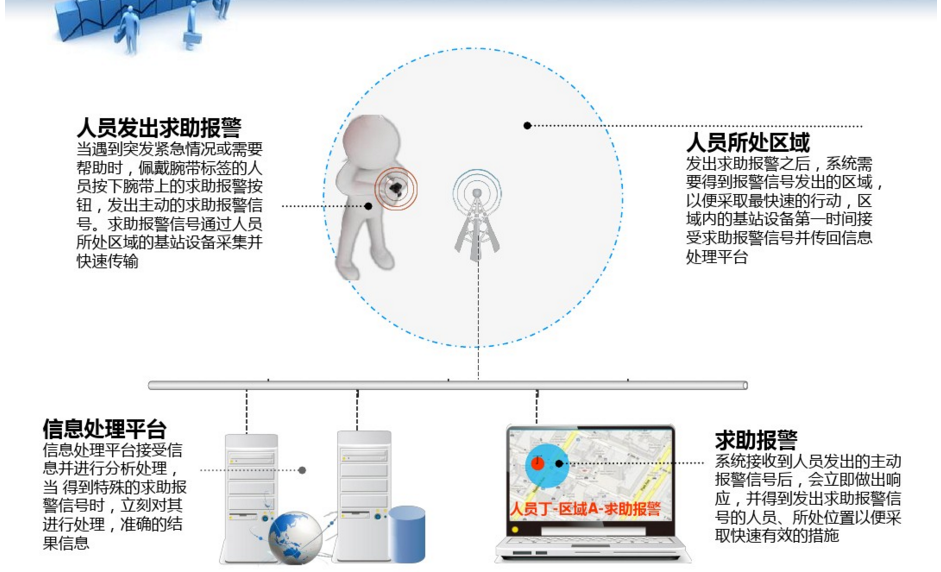 人员发出求助报警
当遇到突发紧急情况或需要
帮助时，佩戴腕带标签的人
员按下腕带上的求助报警按
钮，发出主动的求助报警信
号。求助报警信号通过人员
所处区域的基站设备采集并
快速传输
人员所处区域
发出求助报警之后，系统需
要得到报警信号发出的区域，
以便采取最快速的行动，区
域内的基站设备第一时间接
受求助报警信号并传回信息
处理平台
信息处理平台
信息处理平台接受信
息并进行分析处理，
当 得到特殊的求助报
警信号时，立刻对其
进行处理，准确的结
果信息
人员丁-区域A-求助报警
求助报警
系统接收到人员发出的主动
报警信号后，会立即做出响
应，并得到发出求助报警信
号的人员、所处位置以便采
取快速有效的措施